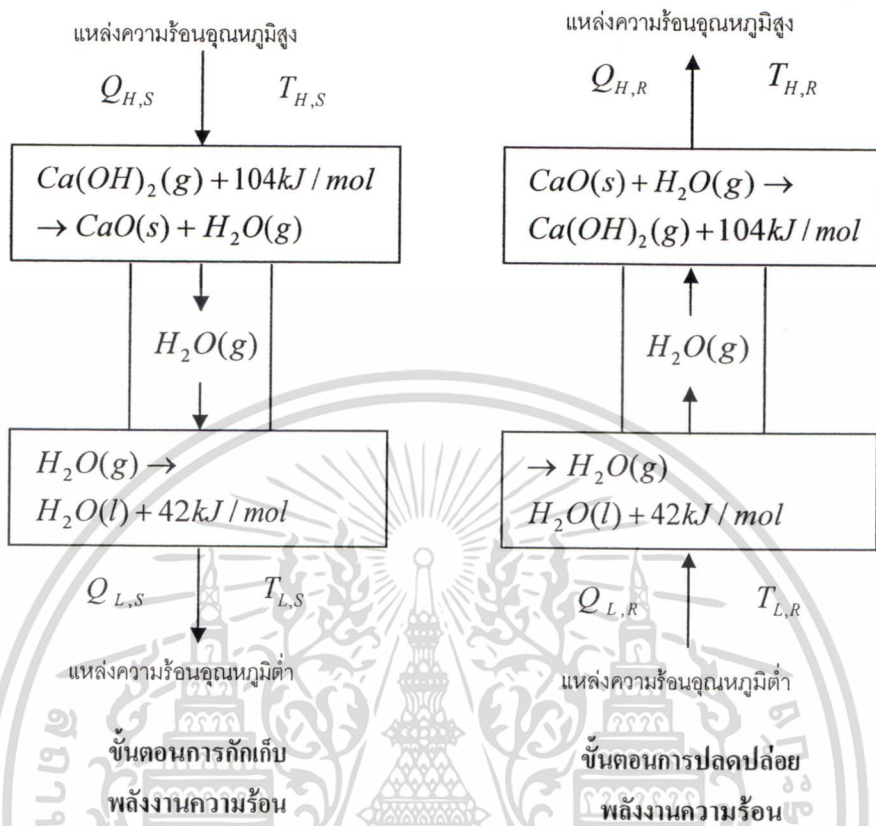 แหล่งความร้อนอุณหภูมิสูง
Q_{H,S} T_{H,S}
Ca(OH)_2(g) + 104kJ / mol
→ CaO(s) + H_2O(g)
H_2O(g)
H_2O(g) →
H_2O(l) + 42kJ / mol
Q_{L,S} T_{L,S}
แหล่งความร้อนอุณหภูมิต่ำ
ขั้นตอนการกักเก็บ
พลังงานความร้อน
แหล่งความร้อนอุณหภูมิสูง
Q_{H,R} T_{H,R}
CaO(s) + H_2O(g) →
Ca(OH)_2(g) + 104kJ / mol
H_2O(g)
→ H_2O(g)
H_2O(l) + 42kJ / mol
Q_{L,R} T_{L,R}
แหล่งความร้อนอุณหภูมิต่ำ
ขั้นตอนการปลดปล่อย
พลังงานความร้อน